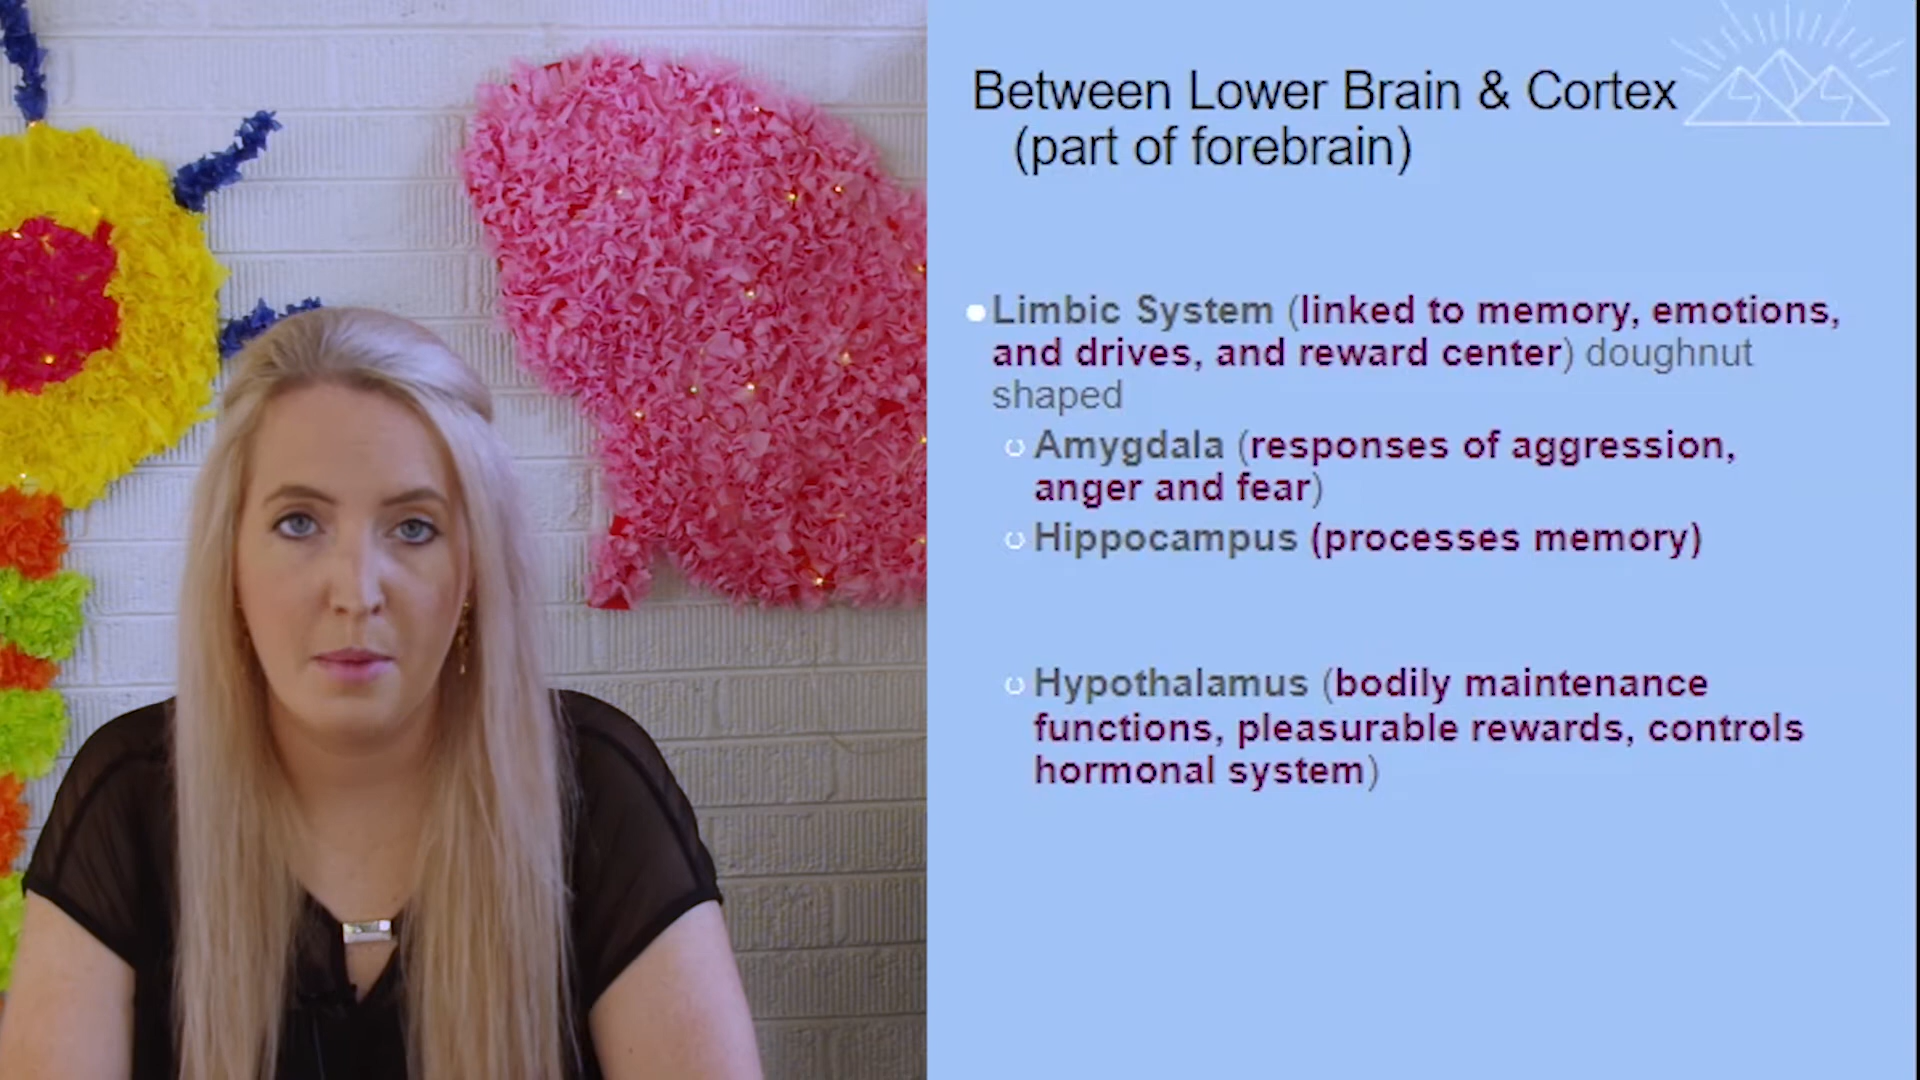 Between Lower Brain & Cortex
(part of forebrain)
Limbic System (linked to memory, emotions,
and drives, and reward center) doughnut
shaped
Amygdala (responses of aggression,
anger and fear)
Hippocampus (processes memory)
Hypothalamus (bodily maintenance
functions, pleasurable rewards, controls
hormonal system)